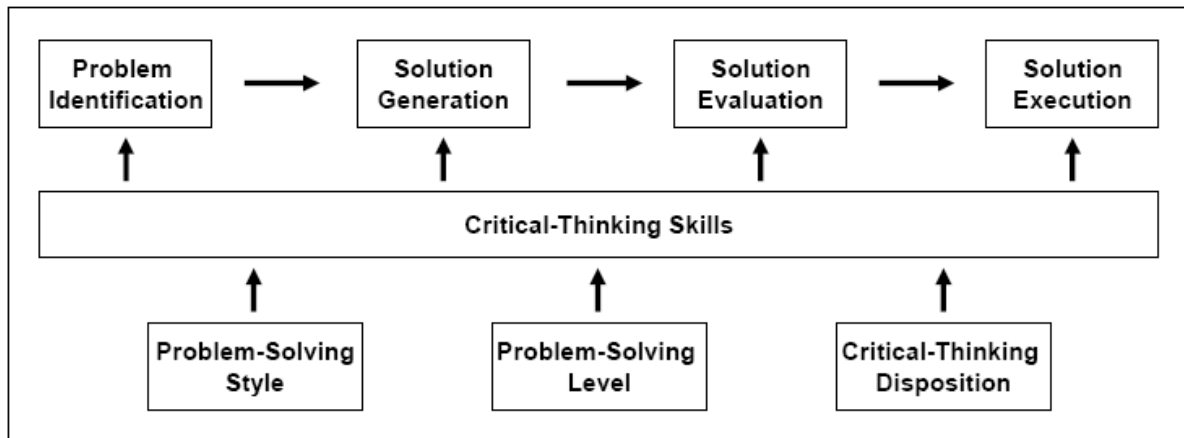 Problem
Identification
Solution
Generation
Solution
Evaluation
Solution
Execution
Critical-Thinking Skills
Problem-Solving
Style
Problem-Solving
Level
Critical-Thinking
Disposition